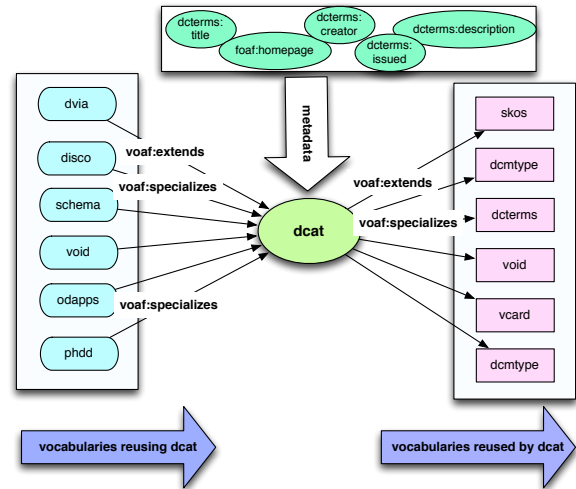 dcterms:
title
foaf:homepage
dcterms:
creator
dcterms:
issued
dcterms:description
metadata
dvia
disco
schema
void
odapps
phdd
voaf:extends
voaf:specializes
voaf:specializes
dcat
voaf:extends
voaf:specializes
skos
dcmtype
dcterms
void
vcard
dcmtype
vocabularies reusing dcat
vocabularies reused by dcat